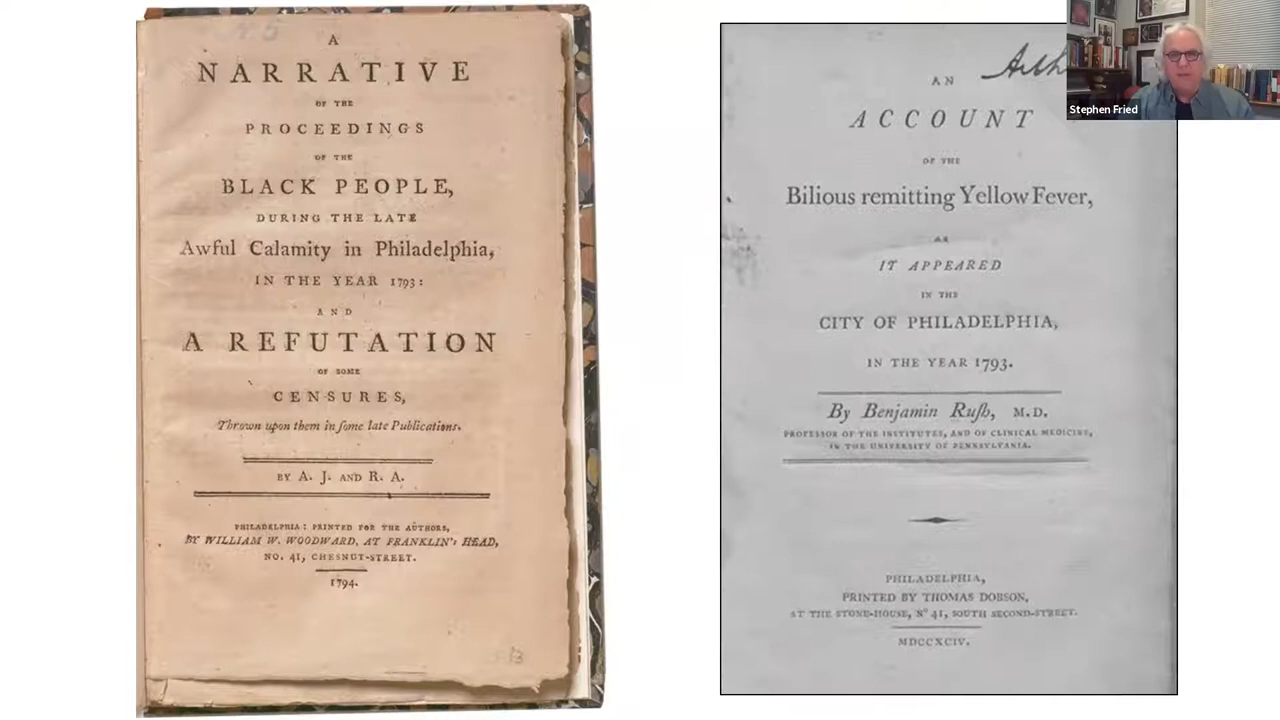 A
NARRATIVE
OF THE
PROCEEDINGS
OF THE
BLACK PEOPLE,
DURING THE LATE
Awful Calamity in Philadelphia,
IN THE YEAR 1793:
AND
A REFUTATION
OF SOME
CENSURES,
Thrown upon them in ſome late Publications.
BY A. J. AND R. A.
PHILADELPHIA: PRINTED FOR THE AUTHORS,
BY WILLIAM W. WOODWARD, AT FRANKLIN's HEAD,
NO. 41, CHESNUT-STREET.
1794.
AN
ACCOUNT
OF THE
Bilious remitting Yellow Fever,
AS
IT APPEARED
IN THE
CITY OF PHILADELPHIA,
IN THE YEAR 1793.
By Benjamin Ruſh, M.D.
PROFESSOR OF THE INSTITUTES, AND OF CLINICAL MEDICINE,
IN THE UNIVERSITY OF PENNSYLVANIA.
PHILADELPHIA,
PRINTED BY THOMAS DOBSON,
AT THE STONE-HOUSE, Nº 41, SOUTH SECOND-STREET.
MDCCXCIV.
Stephen Fried